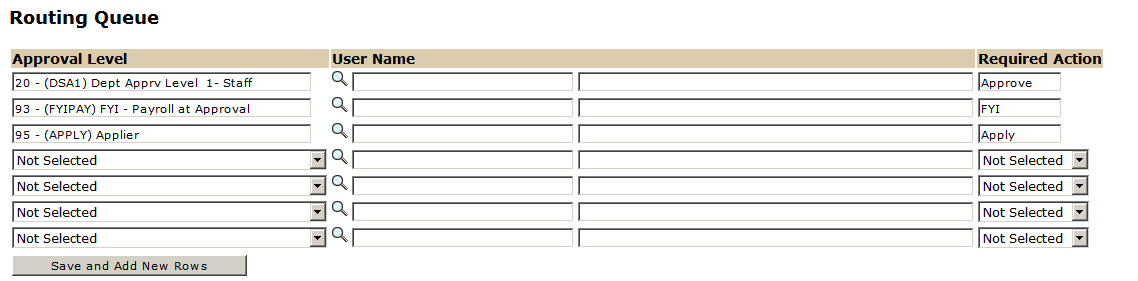 Routing Queue
Approval Level User Name Required Action
20 - (DSA1) Dept Apprv Level  1- Staff Approve
93 - (FYIPAY) FYI - Payroll at Approval FYI
95 - (APPLY) Applier Apply
Not Selected Not Selected
Not Selected Not Selected
Not Selected Not Selected
Not Selected Not Selected
Save and Add New Rows